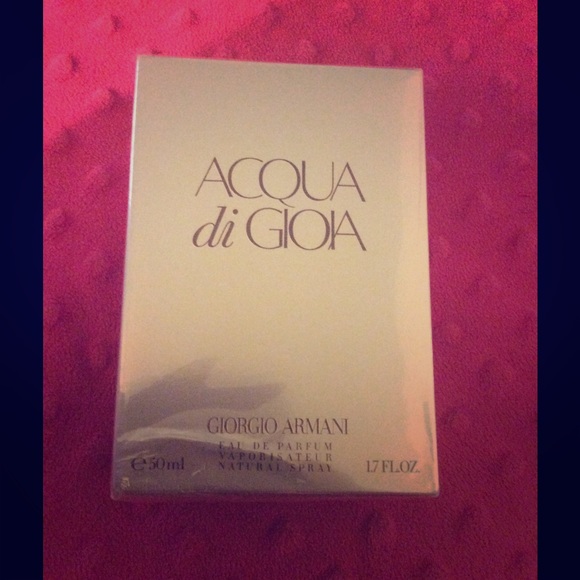 ACQUA
di GIOIA
GIORGIO ARMANI
EAU DE PARFUM
VAPORISATEUR
NATURAL SPRAY
℮50ml
1.7 FL.OZ.